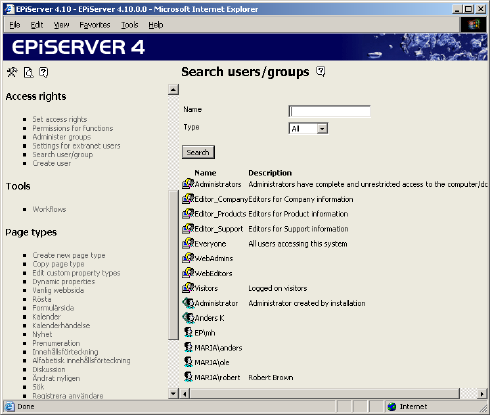 EPiServer 4.10 - EPiServer 4.10.0.0 - Microsoft Internet Explorer
File Edit View Favorites Tools Help
EPiSERVER 4
Search users/groups
Access rights
Set access rights
Permissions for functions
Administer groups
Settings for extranet users
Search user/group
Create user
Tools
Workflows
Page types
Create new page type
Copy page type
Edit custom property types
Dynamic properties
Vanlig webbsida
Rösta
Formulärsida
Kalender
Kalenderhändelse
Nyhet
Prenumeration
Innehållsförteckning
Alfabetisk innehållsförteckning
Diskussion
Ändrat nyligen
Sök
Registrera användare
Name
Type All
Search
Name Description
Administrators Administrators have complete and unrestricted access to the computer/do
Editor_Company Editors for Company information
Editor_Products Editors for Product information
Editor_Support Editors for Support information
Everyone All users accessing this system
WebAdmins
WebEditors
Visitors Logged on visitors
Administrator Administrator created by installation
Anders K
EP\mh
MARIA\anders
MARIA\ole
MARIA\robert Robert Brown
Done Internet